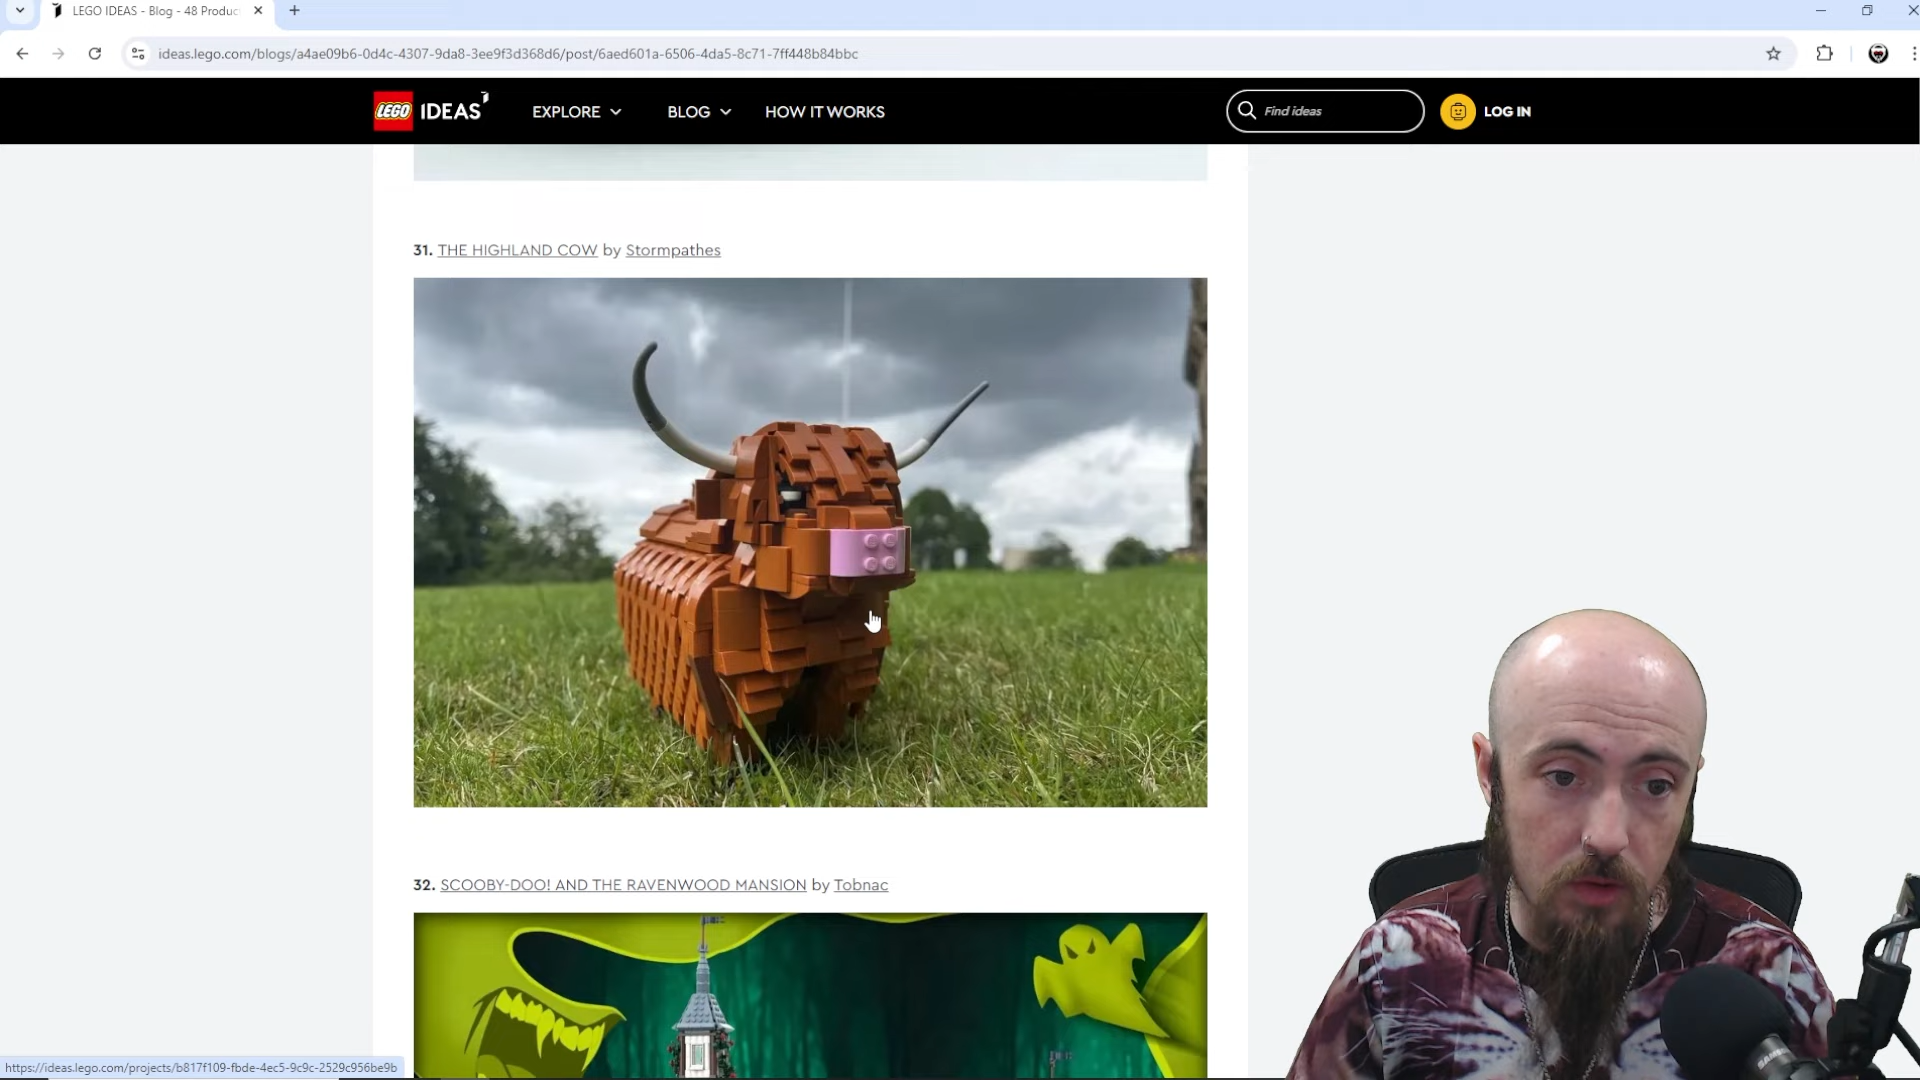 LEGO IDEAS - Blog - 48 Produc
ideas.lego.com/blogs/a4ae09b6-0d4c-4307-9da8-3ee9f3d368d6/post/6aed601a-6506-4da5-8c71-7ff448b84bbc
LEGO IDEAS EXPLORE BLOG HOW IT WORKS Find ideas LOG IN
31. THE HIGHLAND COW by Stormpathes
32. SCOOBY-DOO! AND THE RAVENWOOD MANSION by Tobnac
https://ideas.lego.com/projects/b817f109-fbde-4ec5-9c9c-2529c956be9b
SAMSON